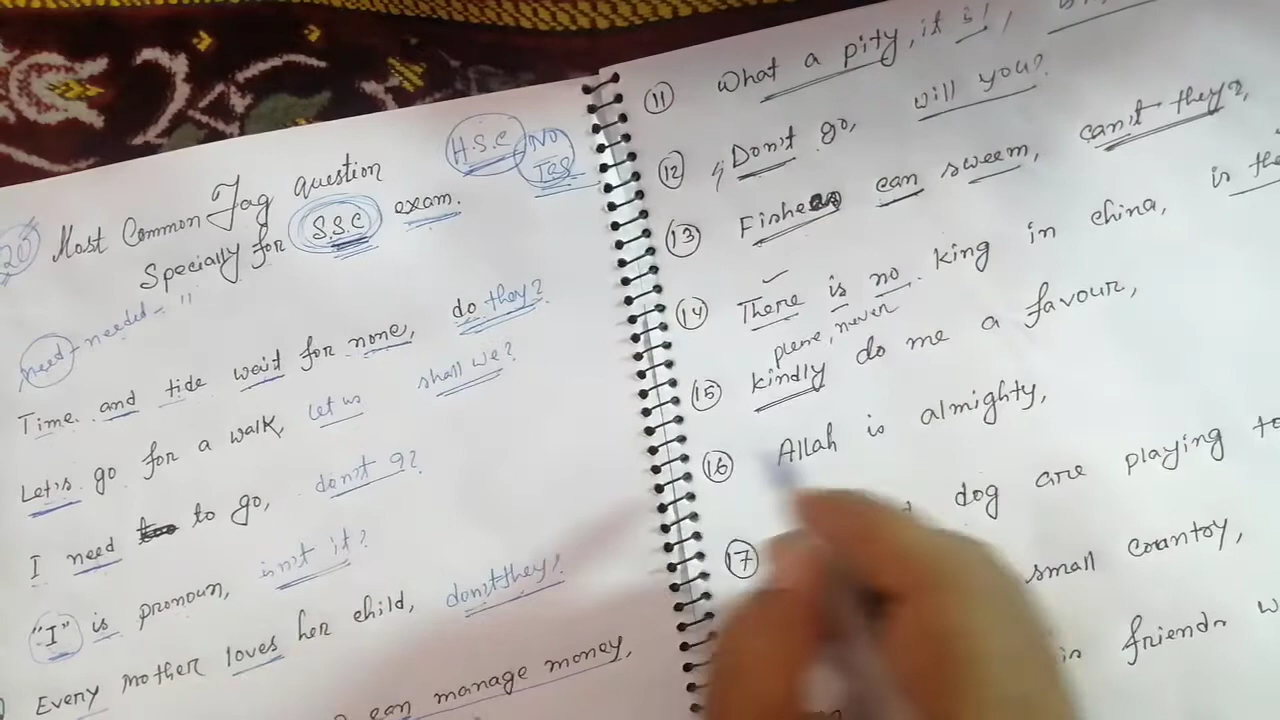 H.S.C
No
20
Most Common Tag question
Specially for S.S.C exam.
need - needed - "
Time and tide wait for none, do they?
Let's go for a walk, let us shall we?
I need to go, don't I?
"I" is pronoun, isn't it?
Every mother loves her child, don't they?
can manage money,
11 What a pity, it is!,
12 Don't go, will you?
13 Fishes can sweem, can't they?,
14 There is no king in china, is the
please, never
15 kindly do me a favour,
16 Allah is almighty,
17 dog are playing
small country,
friends